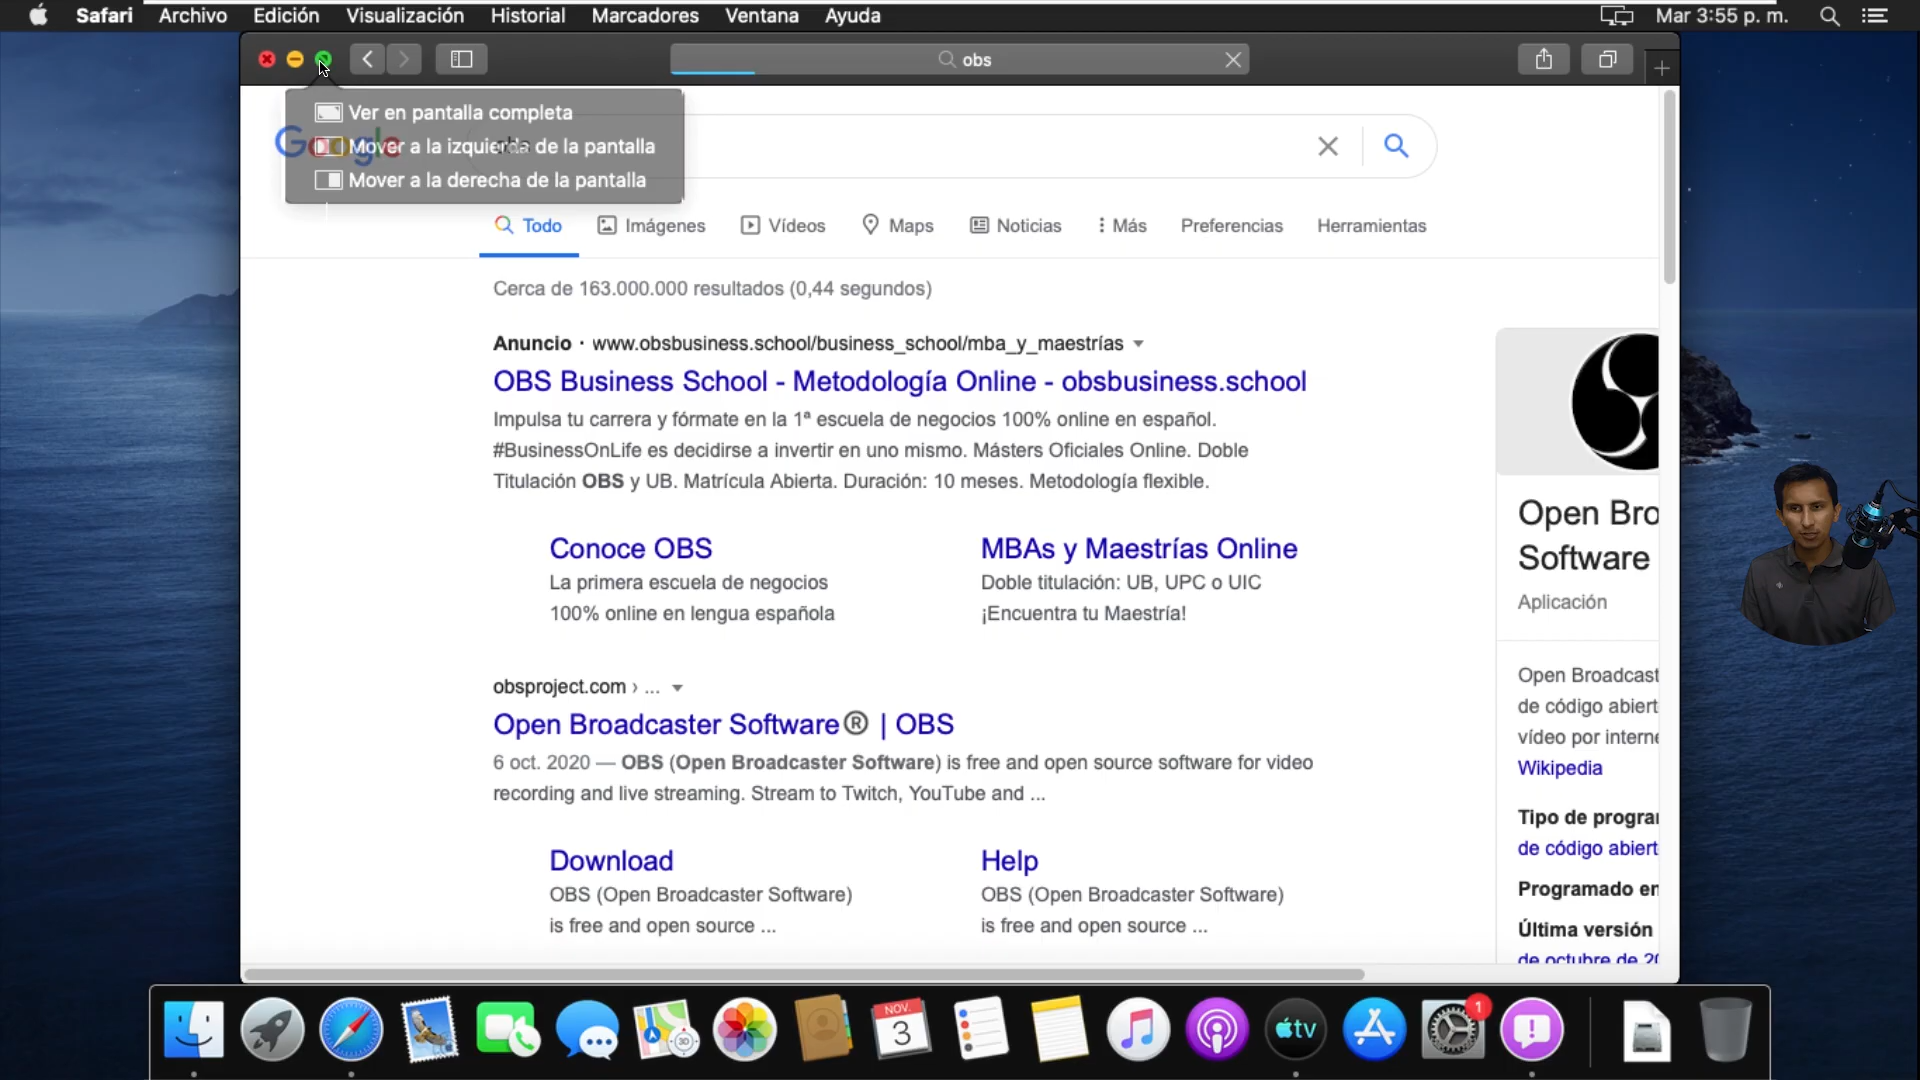 Safari Archivo Edición Visualización Historial Marcadores Ventana Ayuda Mar 3:55 p. m.
obs
Ver en pantalla completa
Mover a la izquierda de la pantalla
Mover a la derecha de la pantalla
Google
Todo Imágenes Vídeos Maps Noticias Más Preferencias Herramientas
Cerca de 163.000.000 resultados (0,44 segundos)
Anuncio · www.obsbusiness.school/business_school/mba_y_maestrías
OBS Business School - Metodología Online - obsbusiness.school
Impulsa tu carrera y fórmate en la 1ª escuela de negocios 100% online en español.
#BusinessOnLife es decidirse a invertir en uno mismo. Másters Oficiales Online. Doble
Titulación OBS y UB. Matrícula Abierta. Duración: 10 meses. Metodología flexible.
Conoce OBS
La primera escuela de negocios
100% online en lengua española
MBAs y Maestrías Online
Doble titulación: UB, UPC o UIC
¡Encuentra tu Maestría!
obsproject.com › ...
Open Broadcaster Software® | OBS
6 oct. 2020 — OBS (Open Broadcaster Software) is free and open source software for video
recording and live streaming. Stream to Twitch, YouTube and ...
Download
OBS (Open Broadcaster Software)
is free and open source ...
Help
OBS (Open Broadcaster Software)
is free and open source ...
Open Bro
Software
Aplicación
Open Broadcast
de código abiert
vídeo por interne
Wikipedia
Tipo de progra
de código abiert
Programado en
Última versión
de octubre de 20
NOV.
3
tv
1